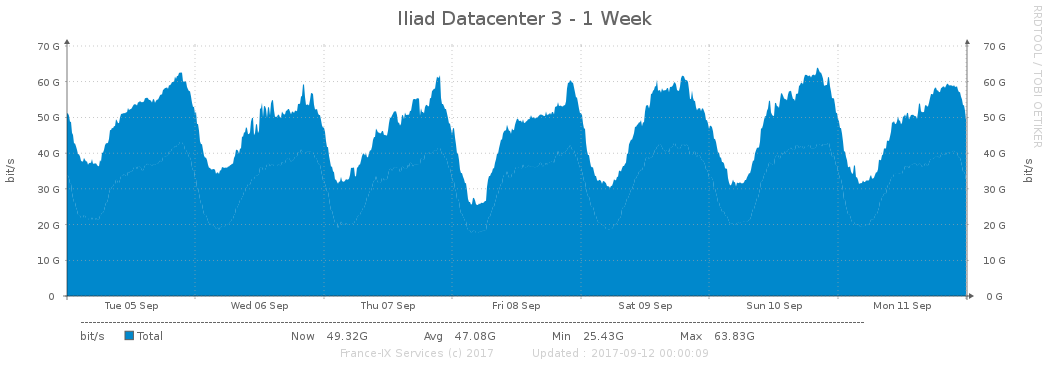 Iliad Datacenter 3 - 1 Week
RRDTOOL / TOBI OETIKER
70 G 70 G
60 G 60 G
50 G 50 G
40 G 40 G
30 G 30 G
20 G 20 G
10 G 10 G
0 0 G
bit/s bit/s
Tue 05 Sep Wed 06 Sep Thu 07 Sep Fri 08 Sep Sat 09 Sep Sun 10 Sep Mon 11 Sep
bit/s Total Now 49.32G Avg 47.08G Min 25.43G Max 63.83G
France-IX Services (c) 2017 Updated : 2017-09-12 00:00:09